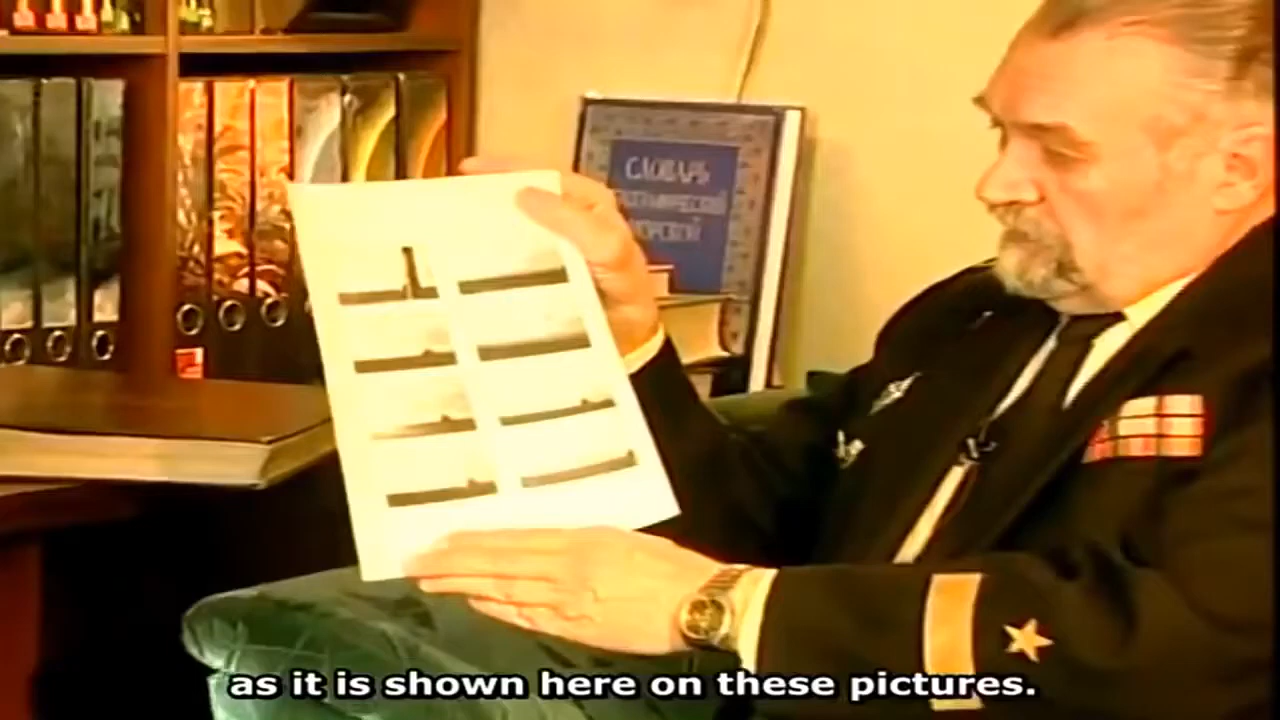 СЛОВАРЬ
as it is shown here on these pictures.